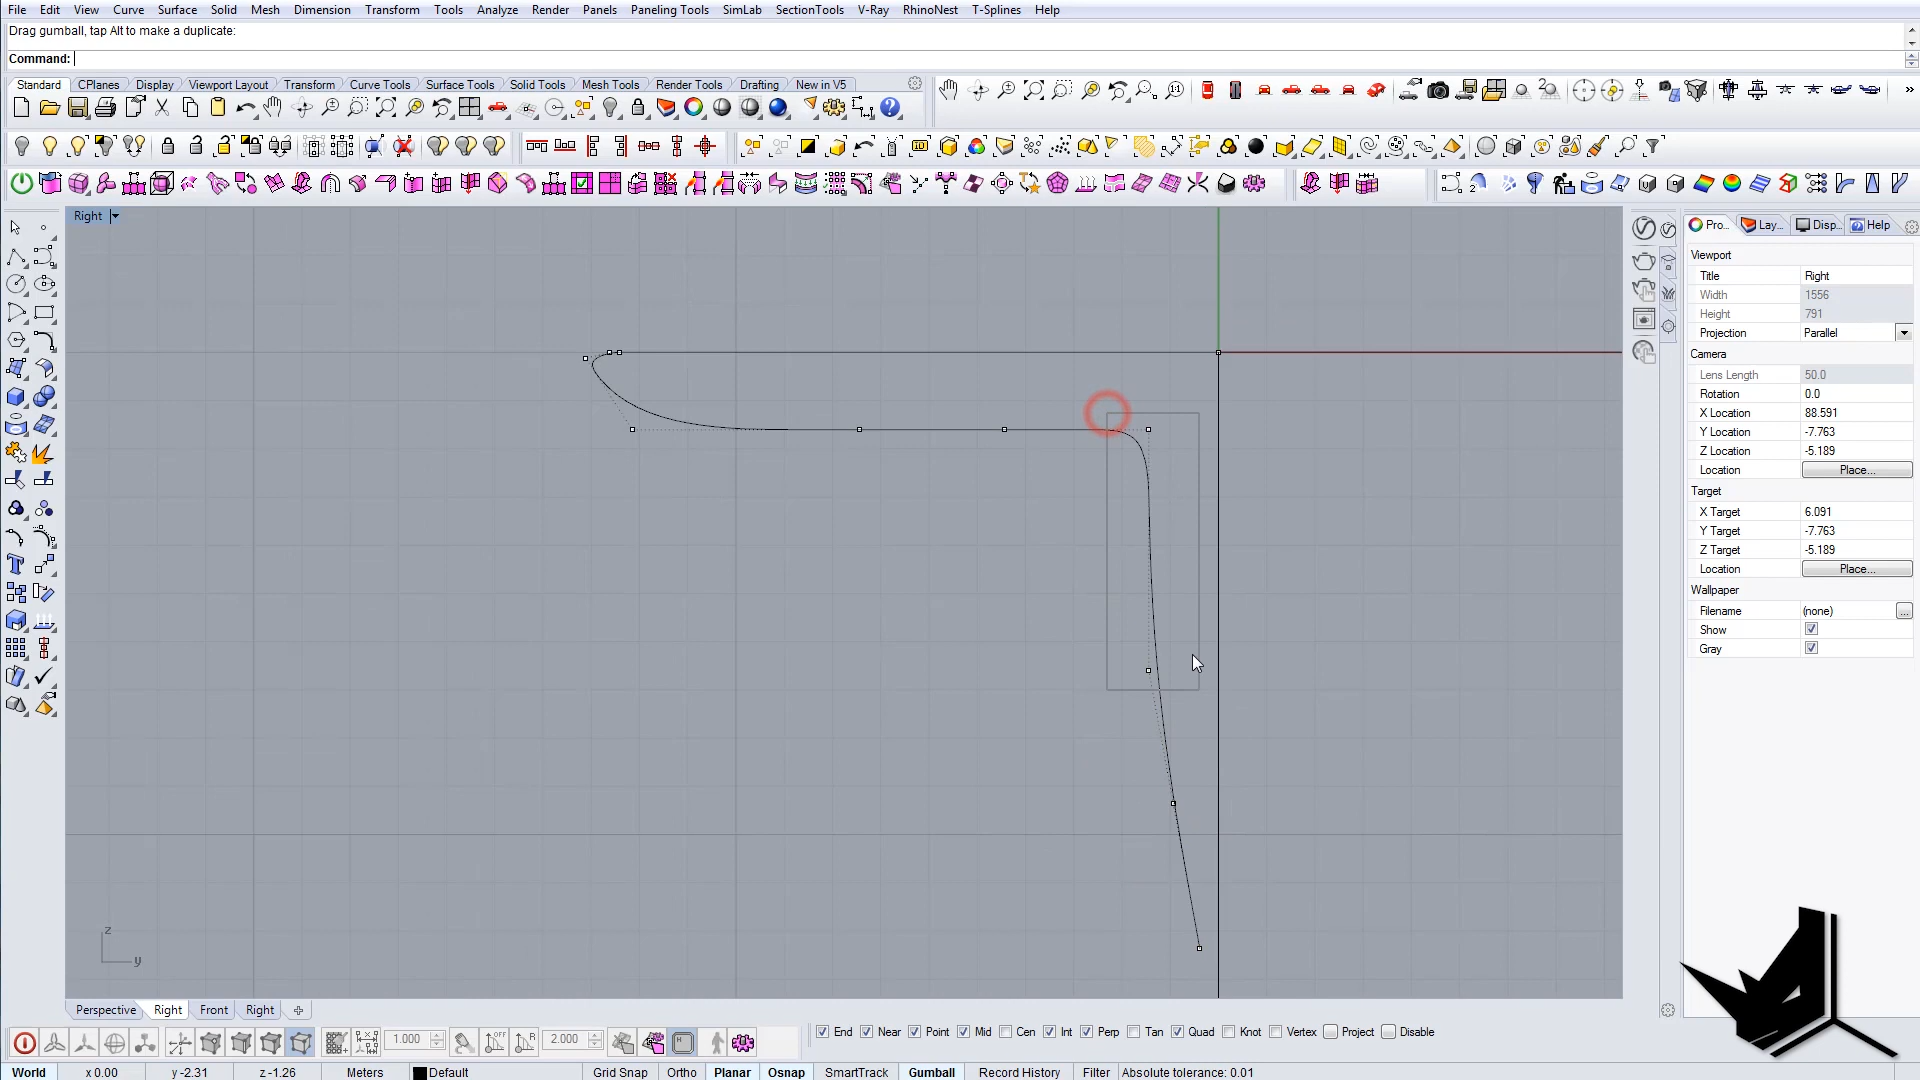 File Edit View Curve Surface Solid Mesh Dimension Transform Tools Analyze Render Panels Paneling Tools SimLab SectionTools V-Ray RhinoNest T-Splines Help
Drag gumball, tap Alt to make a duplicate:
Command:
Standard CPlanes Display Viewport Layout Transform Curve Tools Surface Tools Solid Tools Mesh Tools Render Tools Drafting New in V5
Right
Pro... Lay... Disp... Help
Viewport
Title Right
Width 1556
Height 791
Projection Parallel
Camera
Lens Length 50.0
Rotation 0.0
X Location 88.591
Y Location -7.763
Z Location -5.189
Location Place...
Target
X Target 6.091
Y Target -7.763
Z Target -5.189
Location Place...
Wallpaper
Filename (none) ...
Show
Gray
z
y
Perspective Right Front Right
1.000 2.000 End Near Point Mid Cen Int Perp Tan Quad Knot Vertex Project Disable
World x 0.00 y -2.31 z -1.26 Meters Default Grid Snap Ortho Planar Osnap SmartTrack Gumball Record History Filter Absolute tolerance: 0.01